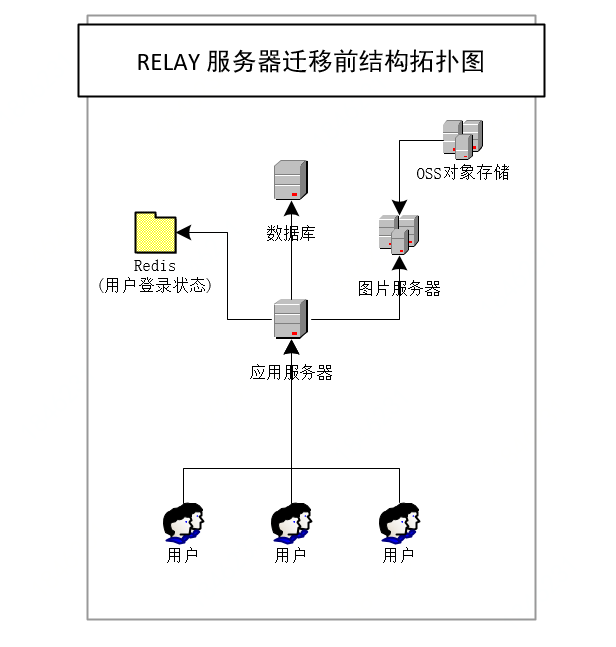 RELAY 服务器迁移前结构拓扑图
OSS对象存储
数据库
Redis
(用户登录状态)
图片服务器
应用服务器
用户
用户
用户